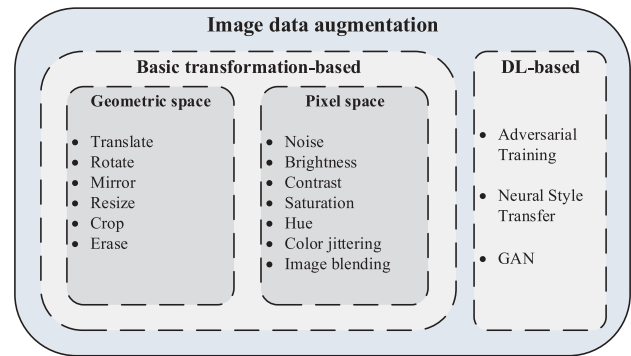 Image data augmentation
Basic transformation-based
Geometric space
• Translate
• Rotate
• Mirror
• Resize
• Crop
• Erase
Pixel space
• Noise
• Brightness
• Contrast
• Saturation
• Hue
• Color jittering
• Image blending
DL-based
• Adversarial
Training
• Neural Style
Transfer
• GAN